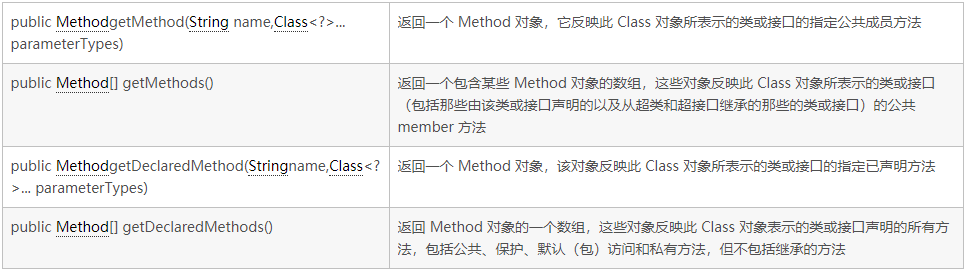 public MethodgetMethod(String name,Class<?>...
parameterTypes)
返回一个 Method 对象，它反映此 Class 对象所表示的类或接口的指定公共成员方法
public Method[] getMethods()
返回一个包含某些 Method 对象的数组，这些对象反映此 Class 对象所表示的类或接口
（包括那些由该类或接口声明的以及从超类和超接口继承的那些的类或接口）的公共
member 方法
public MethodgetDeclaredMethod(Stringname,Class<?
>... parameterTypes)
返回一个 Method 对象，该对象反映此 Class 对象所表示的类或接口的指定已声明方法
public Method[] getDeclaredMethods()
返回 Method 对象的一个数组，这些对象反映此 Class 对象表示的类或接口声明的所有方
法，包括公共、保护、默认（包）访问和私有方法，但不包括继承的方法